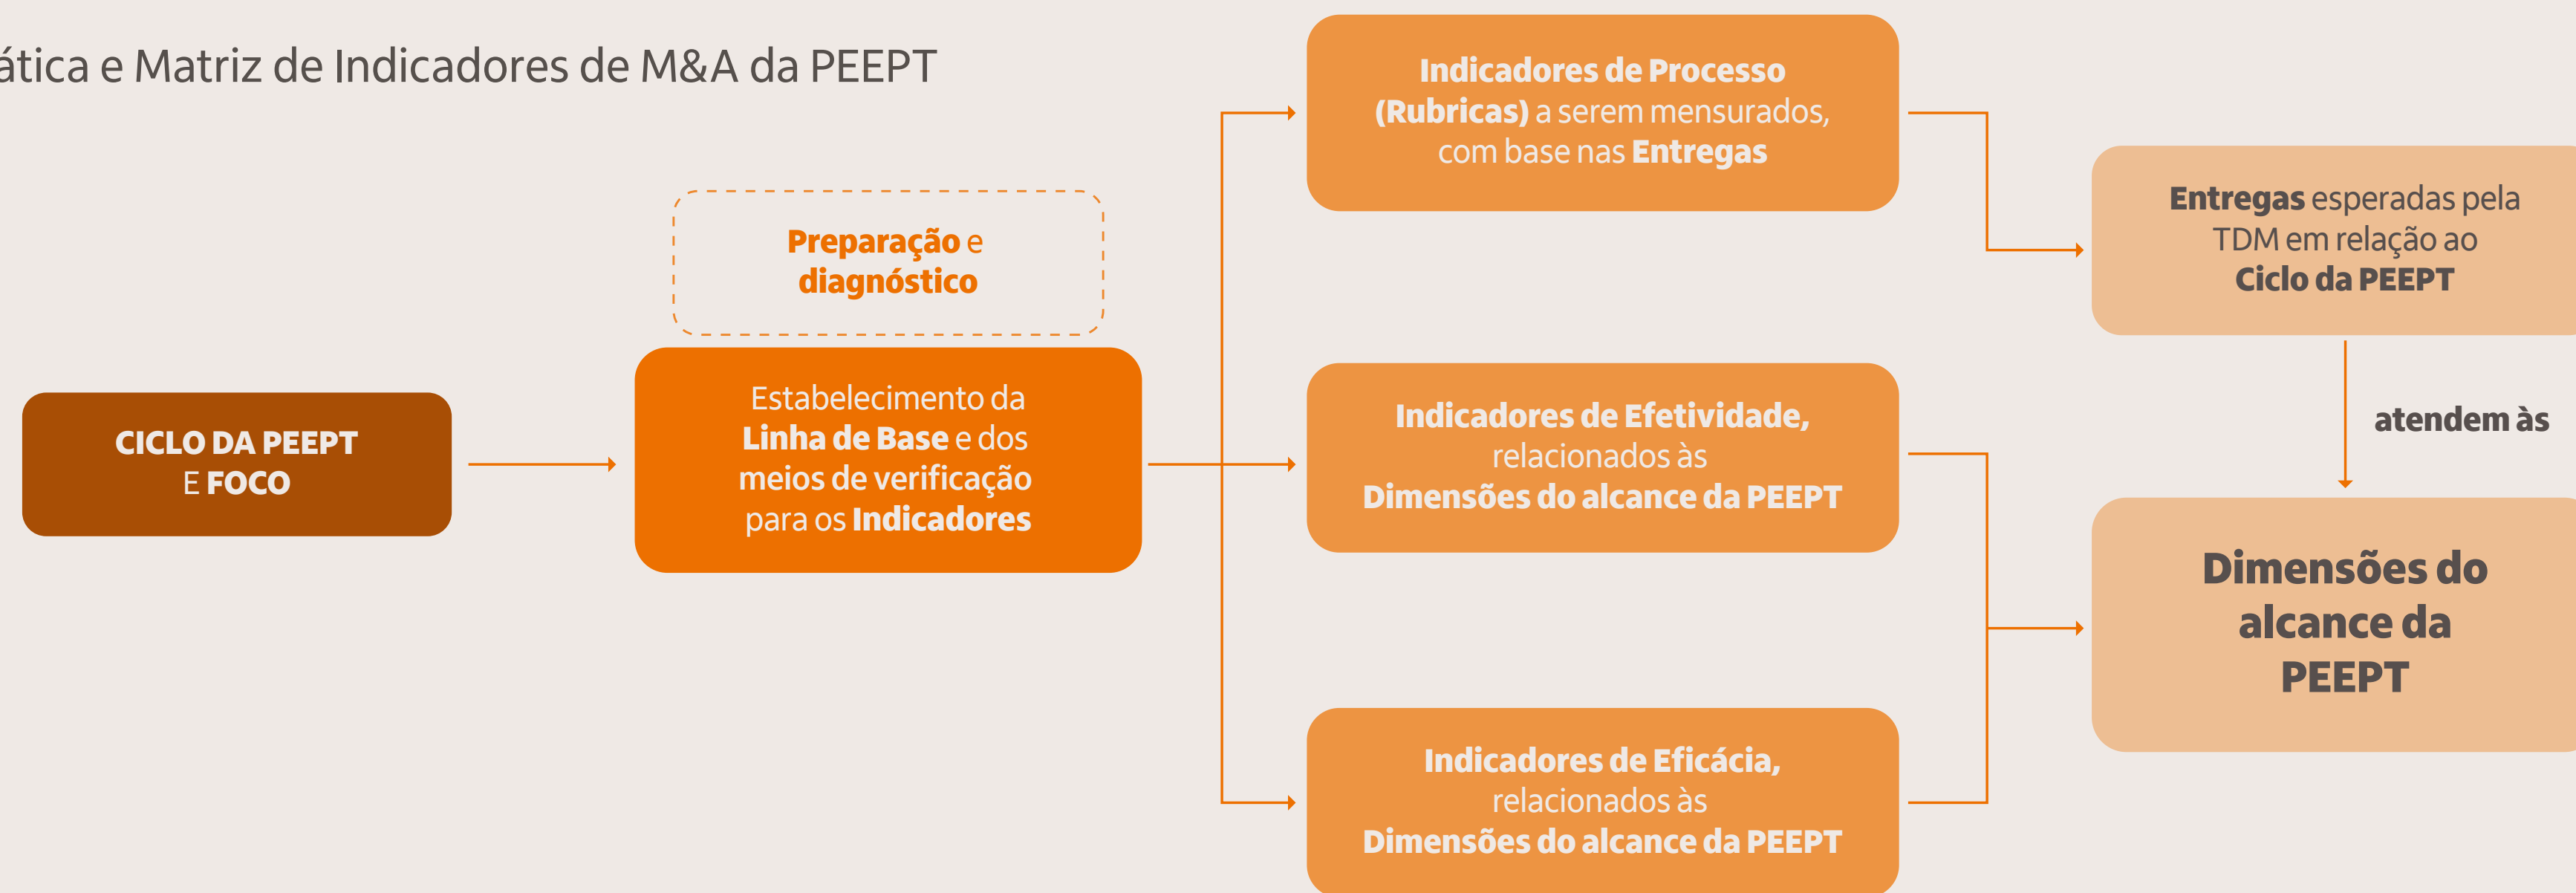 ática e Matriz de Indicadores de M&A da PEEPT
CICLO DA PEEPT
E FOCO
Preparação e
diagnóstico
Estabelecimento da
Linha de Base e dos
meios de verificação
para os Indicadores
Indicadores de Processo
(Rubricas) a serem mensurados,
com base nas Entregas
Indicadores de Efetividade,
relacionados às
Dimensões do alcance da PEEPT
Indicadores de Eficácia,
relacionados às
Dimensões do alcance da PEEPT
Entregas esperadas pela
TDM em relação ao
Ciclo da PEEPT
atendem às
Dimensões do
alcance da
PEEPT